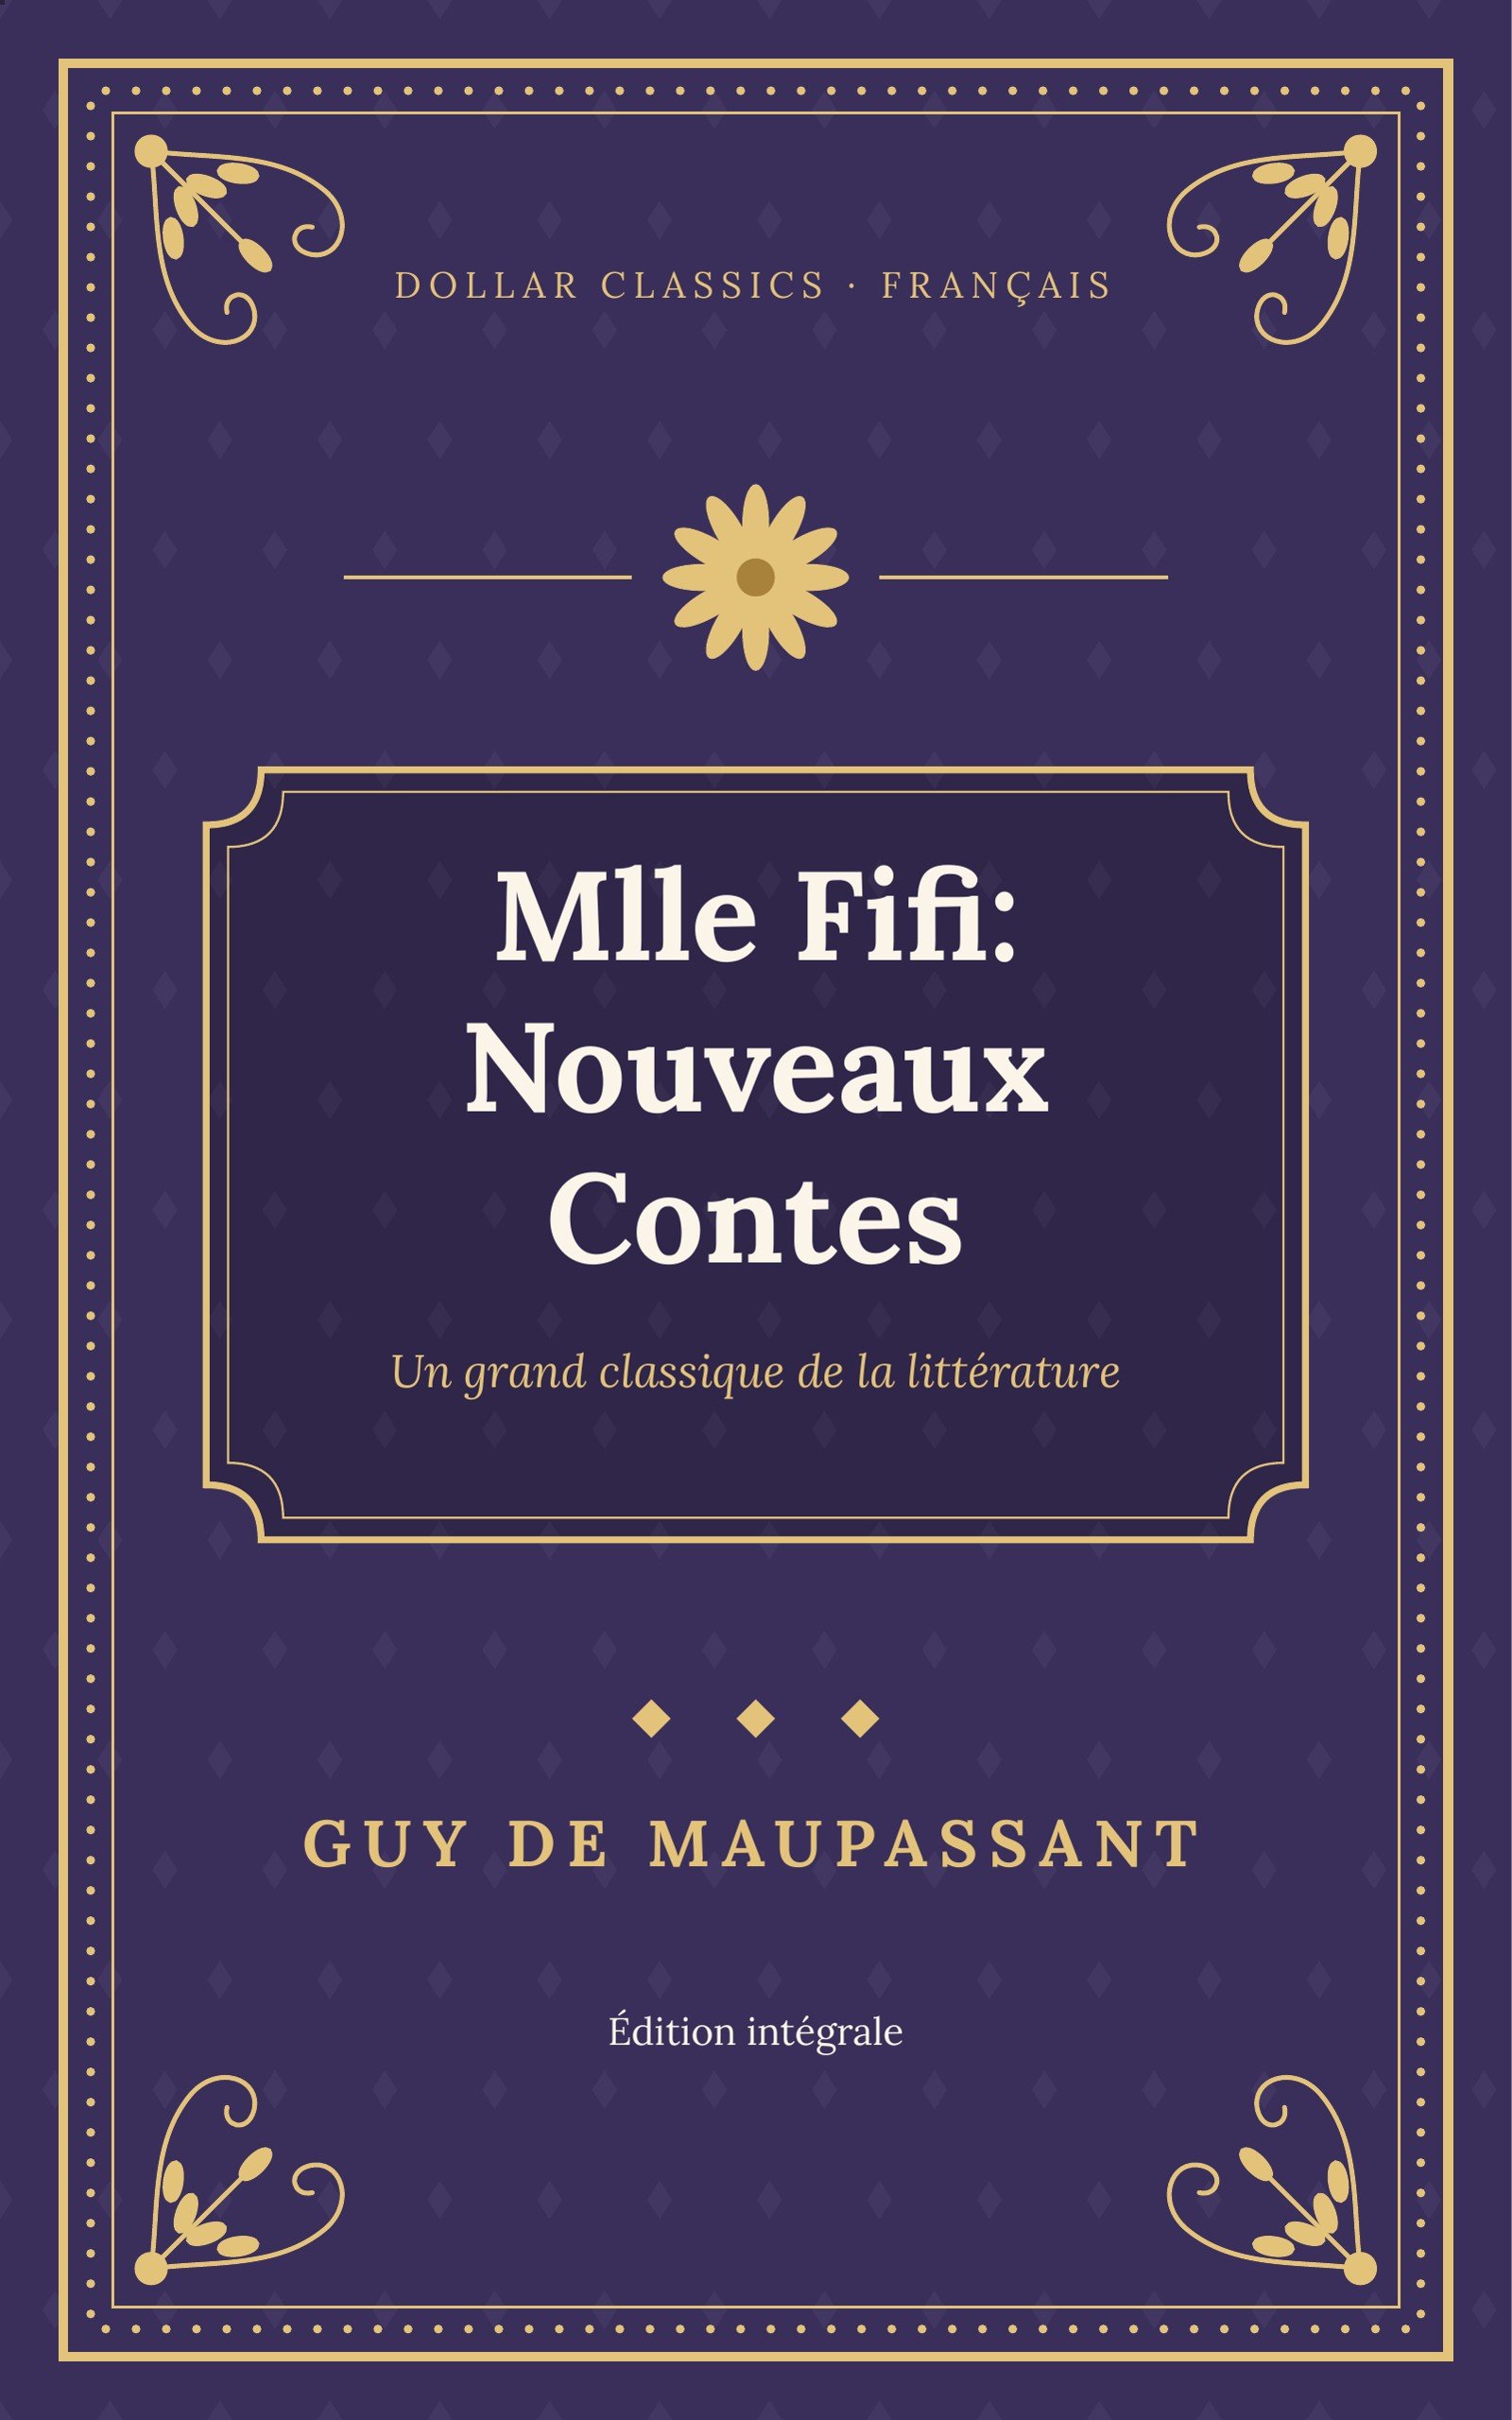 DOLLAR CLASSICS · FRANÇAIS
Mlle Fifi:
Nouveaux
Contes
Un grand classique de la littérature
GUY DE MAUPASSANT
Édition intégrale